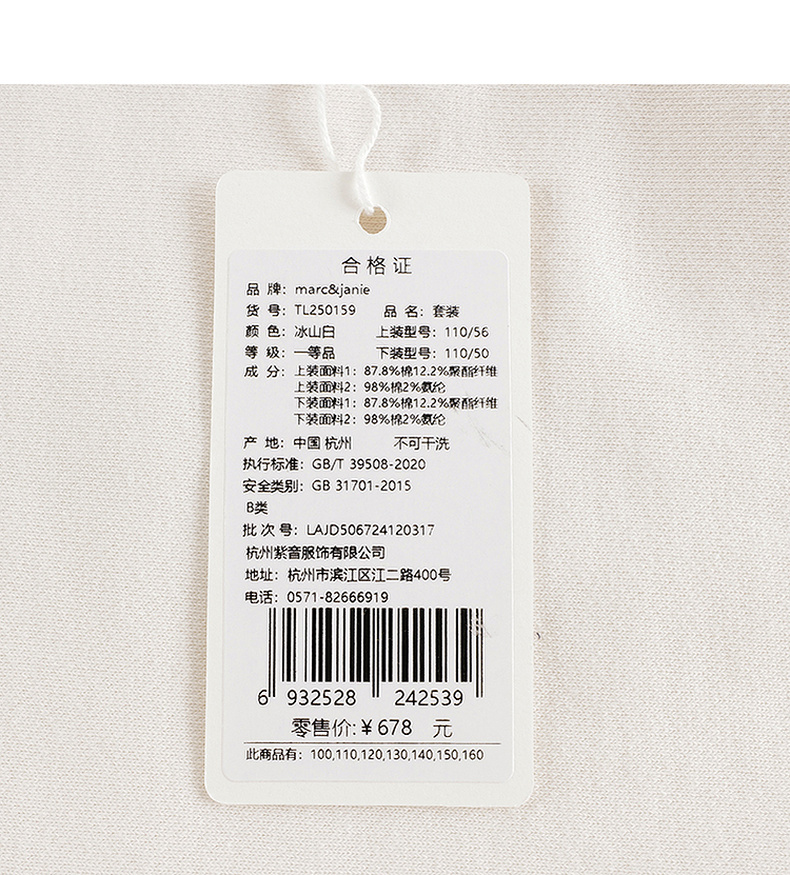 合格证
品 牌：marc&janie
货 号：TL250159 品 名：套装
颜 色：冰山白 上装型号：110/56
等 级：一等品 下装型号：110/50
成 分：上装面料1：87.8%棉12.2%聚酯纤维
上装面料2：98%棉2%氨纶
下装面料1：87.8%棉12.2%聚酯纤维
下装面料2：98%棉2%氨纶
产 地：中国 杭州 不可干洗
执行标准：GB/T 39508-2020
安全类别：GB 31701-2015
B类
批 次 号：LAJD506724120317
杭州紫音服饰有限公司
地址：杭州市滨江区江二路400号
电话：0571-82666919
6 932528 242539
零售价:￥678 元
此商品有：100,110,120,130,140,150,160